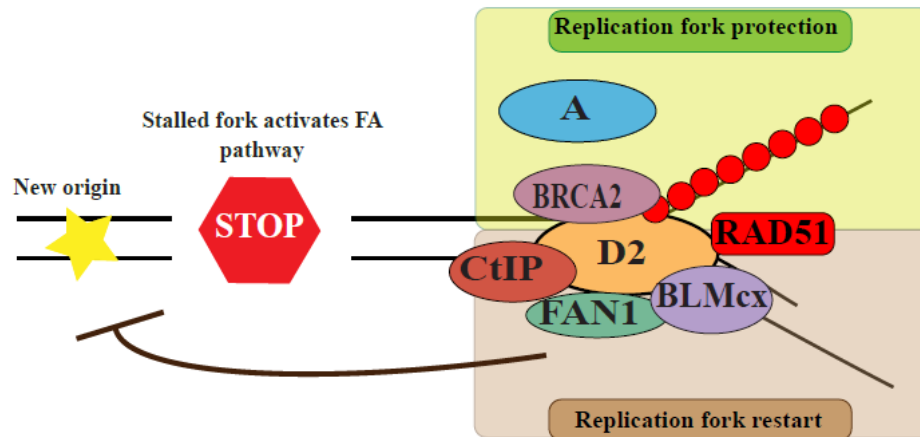 Replication fork protection
Stalled fork activates FA
pathway
New origin
STOP
A
BRCA2
RAD51
D2
CtIP
BLMcx
FAN1
Replication fork restart